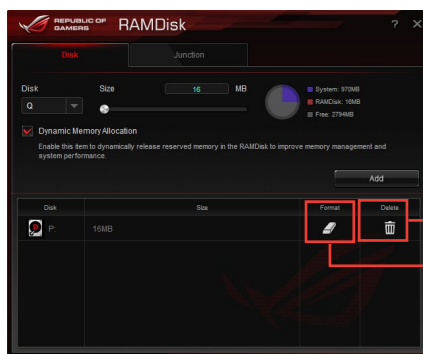 REPUBLIC OF
GAMERS
RAMDisk
?
X
Disk
Junction
Disk
Size
16
MB
Q
System: 970MB
RAMDisk: 16MB
Free: 2794MB
Dynamic Memory Allocation
Enable this item to dynamically release reserved memory in the RAMDisk to improve memory management and
system performance.
Add
Disk
Size
Format
Delete
P:
16MB